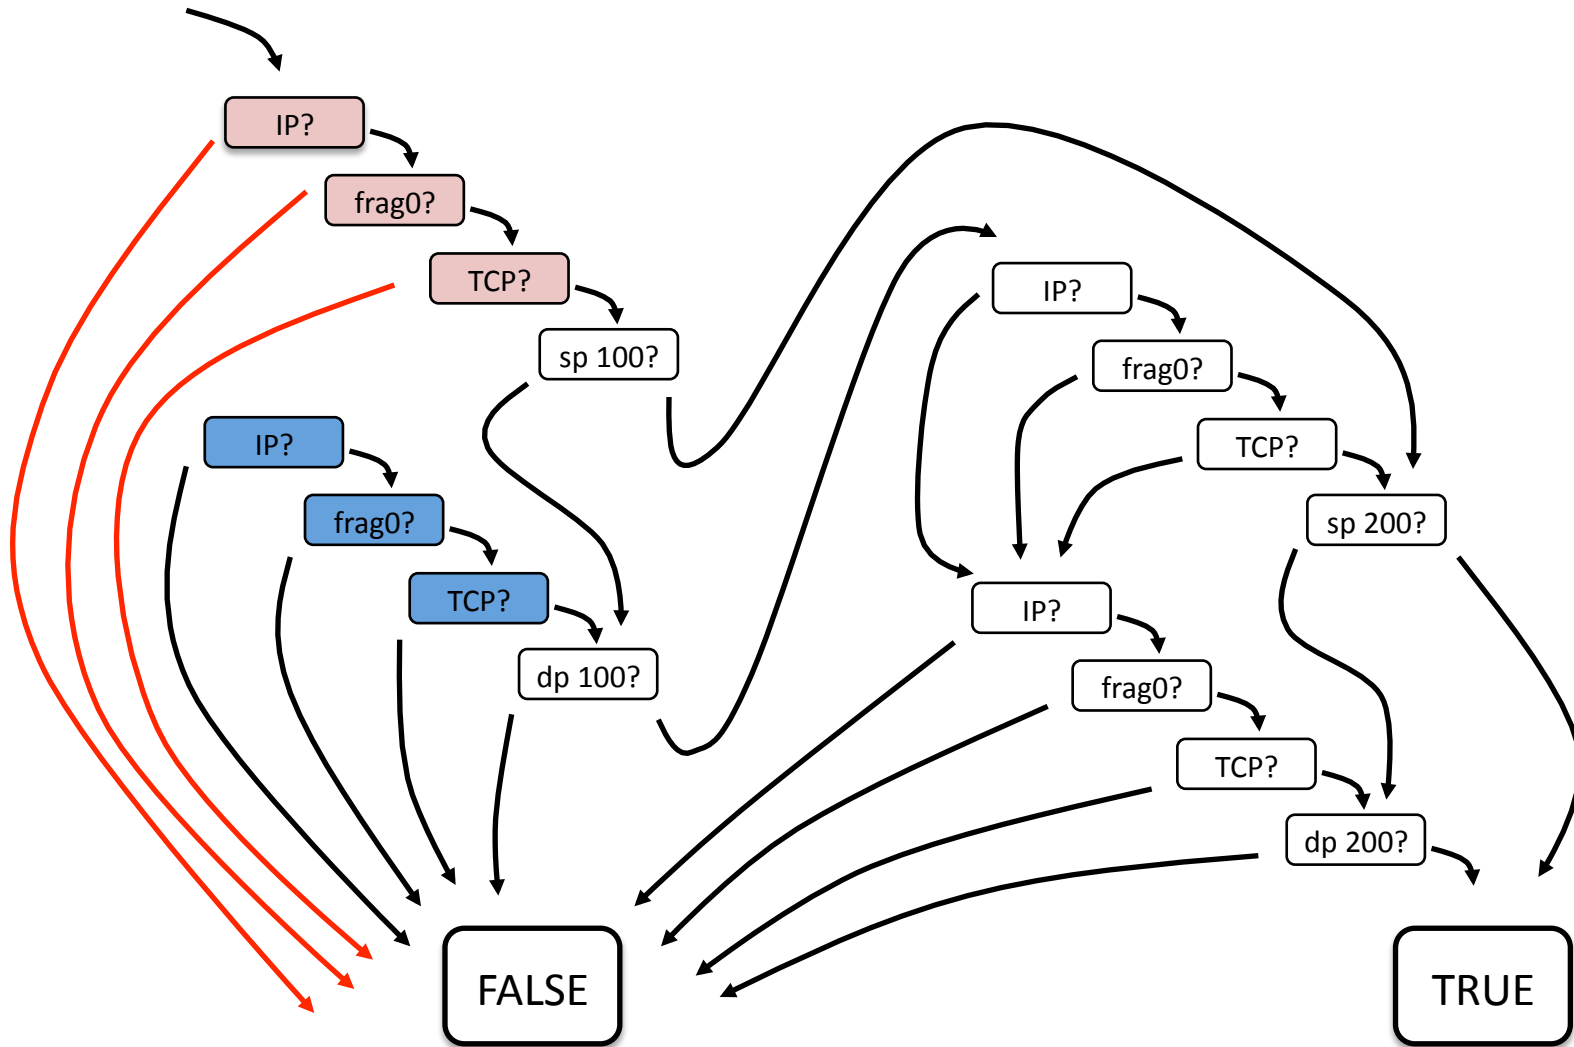 IP?
frag0?
TCP?
sp 100?
IP?
frag0?
TCP?
dp 100?
IP?
frag0?
TCP?
sp 200?
IP?
frag0?
TCP?
dp 200?
FALSE
TRUE